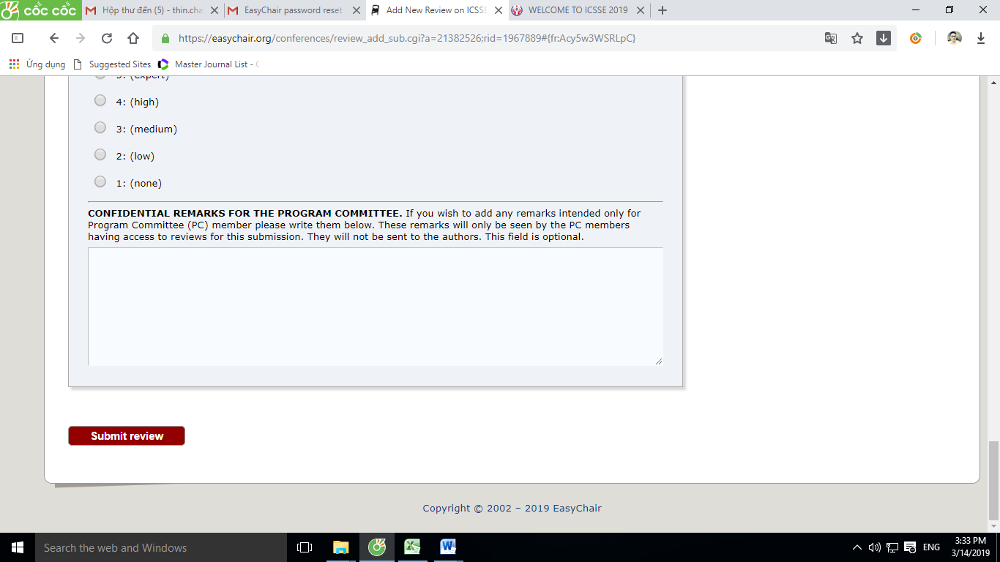 cốc cốc
Hộp thư đến (5) - thin.cha
EasyChair password reset
Add New Review on ICSSE
WELCOME TO ICSSE 2019
https://easychair.org/conferences/review_add_sub.cgi?a=21382526;rid=1967889#{fr:Acy5w3WSRLpC}
Ứng dụng
Suggested Sites
Master Journal List - C
5: (expert)
4: (high)
3: (medium)
2: (low)
1: (none)
CONFIDENTIAL REMARKS FOR THE PROGRAM COMMITTEE. If you wish to add any remarks intended only for
Program Committee (PC) member please write them below. These remarks will only be seen by the PC members
having access to reviews for this submission. They will not be sent to the authors. This field is optional.
Submit review
Copyright © 2002 – 2019 EasyChair
Search the web and Windows
ENG
3:33 PM
3/14/2019